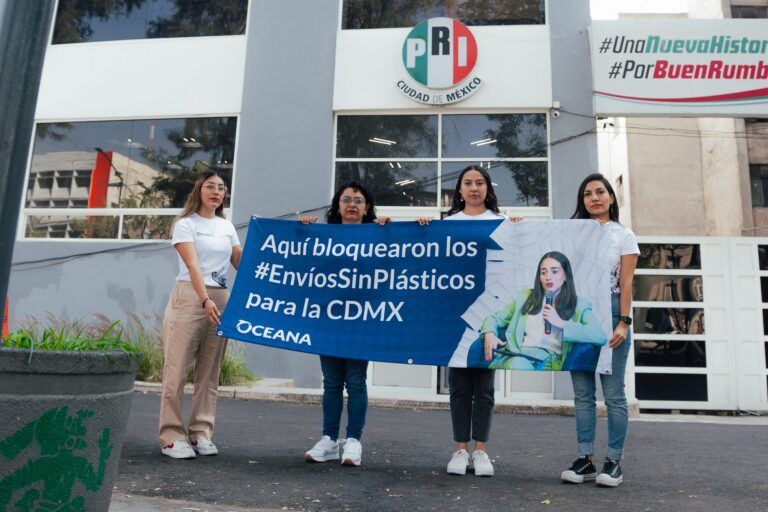 PRI
CIUDAD DE MÉXICO
#UnaNuevaHistor
#PorBuenRumb
Aquí bloquearon los
#EnvíosSinPlásticos
para la CDMX
OCEANA